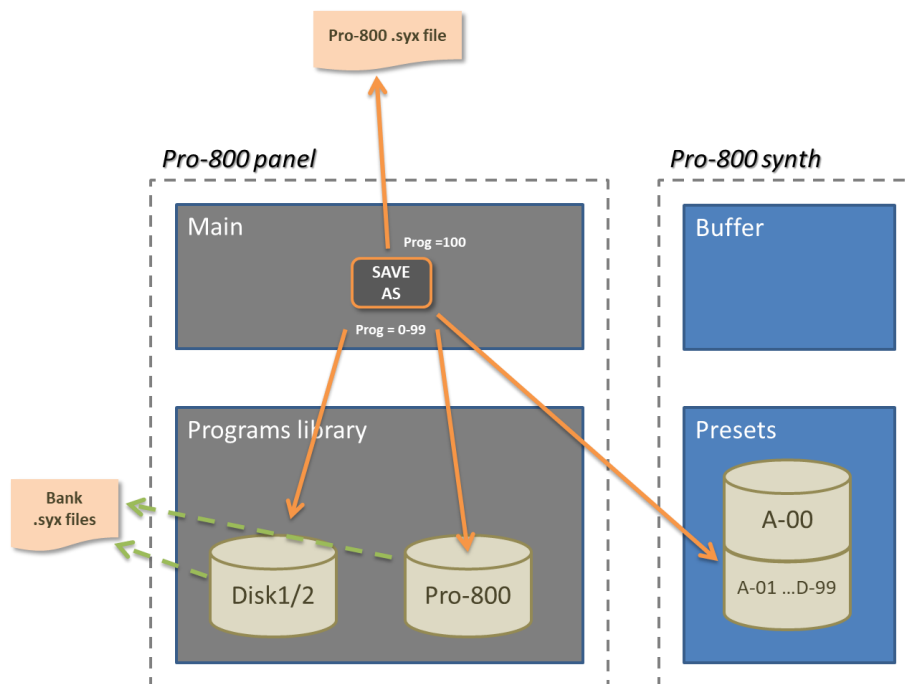 Pro-800 .syx file
Pro-800 panel
Pro-800 synth
Main
Buffer
Prog =100
SAVE
AS
Prog = 0-99
Programs library
Presets
Bank
.syx files
A-00
Disk1/2
Pro-800
A-01 ...D-99